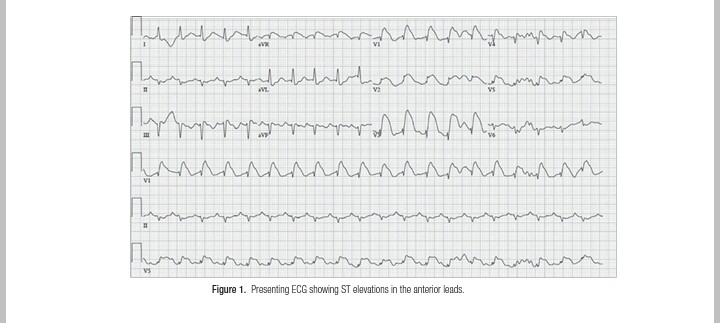 I aVR V1 V4
II aVL V2 V5
III aVF V3 V6
V1
II
V5
Figure 1. Presenting ECG showing ST elevations in the anterior leads.